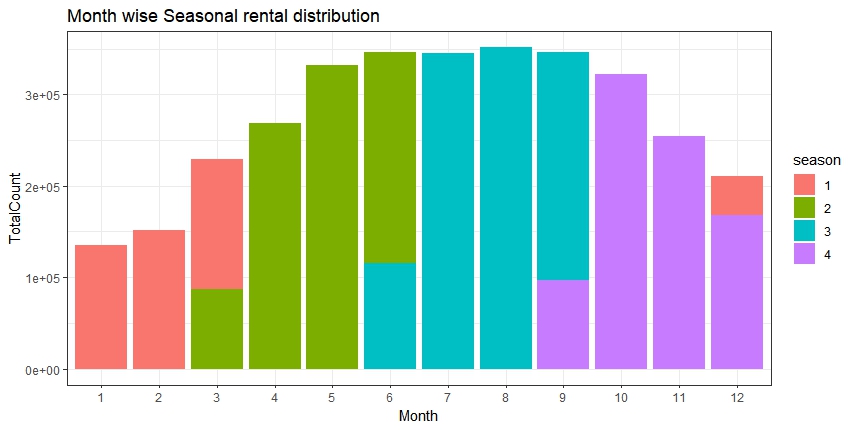 Month wise Seasonal rental distribution
TotalCount
3e+05
2e+05
1e+05
0e+00
1 2 3 4 5 6 7 8 9 10 11 12
Month
season
1
2
3
4